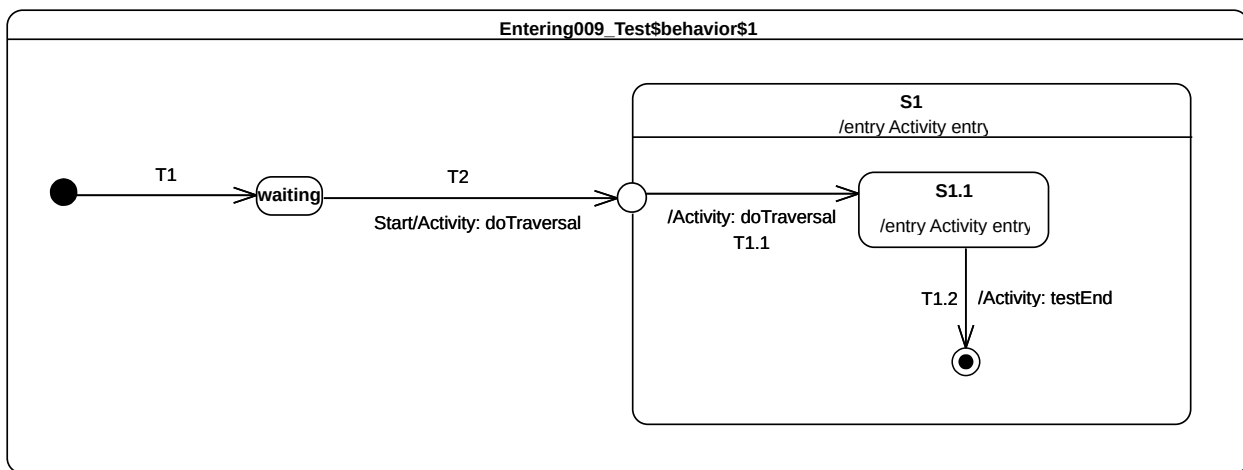 Entering009_Test$behavior$1
S1
/entry Activity entry
T1
waiting
T2
Start/Activity: doTraversal
/Activity: doTraversal
T1.1
S1.1
/entry Activity entry
T1.2
/Activity: testEnd